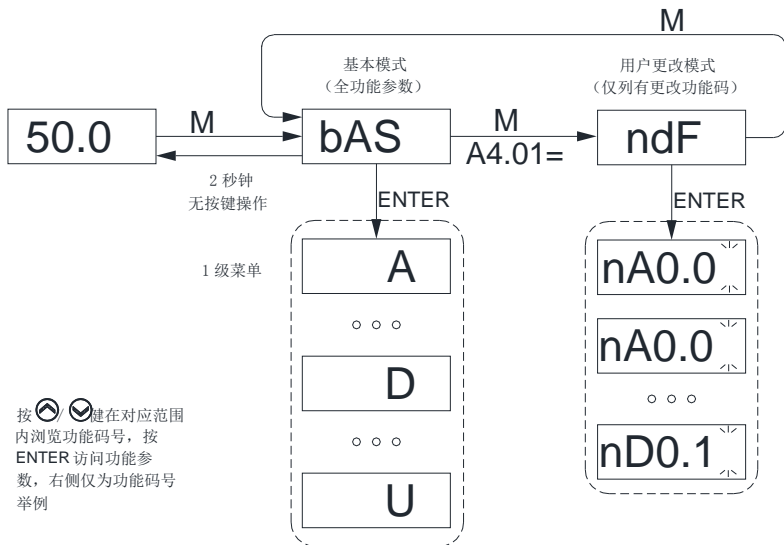 M
基本模式
（全功能参数）
用户更改模式
（仅列有更改功能码）
50.0
M
bAS
M
A4.01=
ndF
2 秒钟
无按键操作
ENTER
ENTER
1 级菜单
A
nA0.0
D
nA0.0
U
nD0.1
按 / 健在对应范围
内浏览功能码号，按
ENTER 访问功能参
数，右侧仅为功能码号
举例